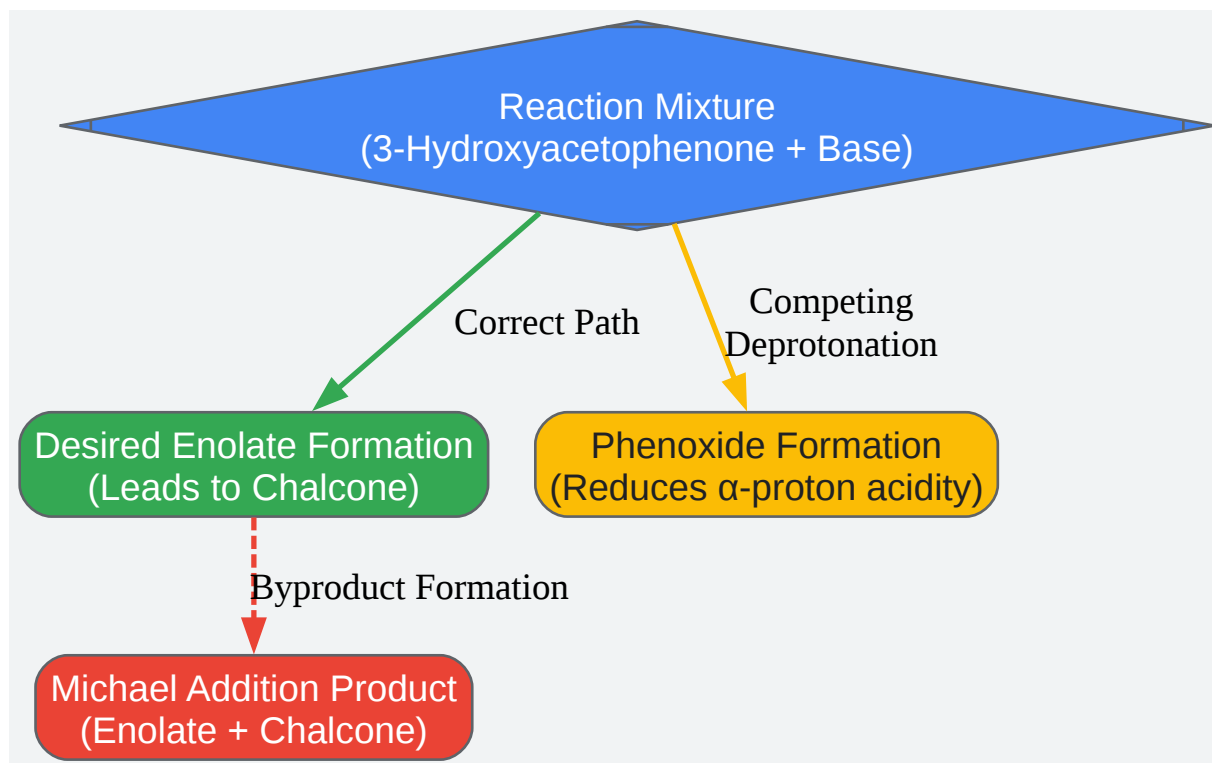 Reaction Mixture
(3-Hydroxyacetophenone + Base)
Correct Path
Competing
Deprotonation
Desired Enolate Formation
(Leads to Chalcone)
Phenoxide Formation
(Reduces α-proton acidity)
Byproduct Formation
Michael Addition Product
(Enolate + Chalcone)